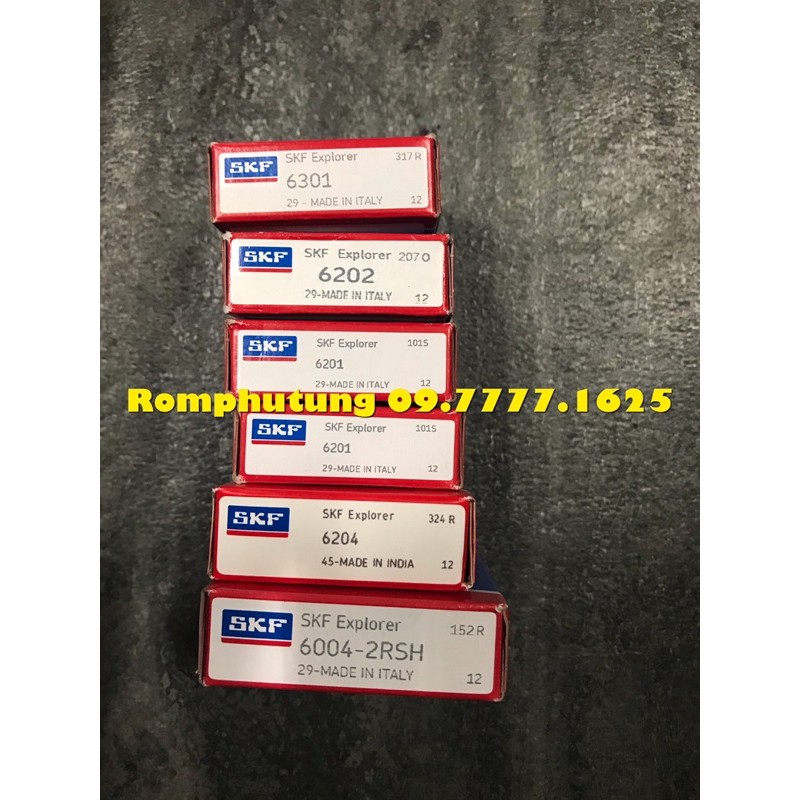 SKF
SKF Explorer 317 R
6301
29 - MADE IN ITALY 12
SKF
SKF Explorer 207 O
6202
29-MADE IN ITALY 12
SKF
SKF Explorer 101S
6201
29-MADE IN ITALY 12
Romphutung 09.7777.1625
SKF
SKF Explorer 101S
6201
29-MADE IN ITALY 12
SKF
SKF Explorer 324 R
6204
45-MADE IN INDIA 12
SKF
SKF Explorer 152 R
6004-2RSH
29-MADE IN ITALY 12